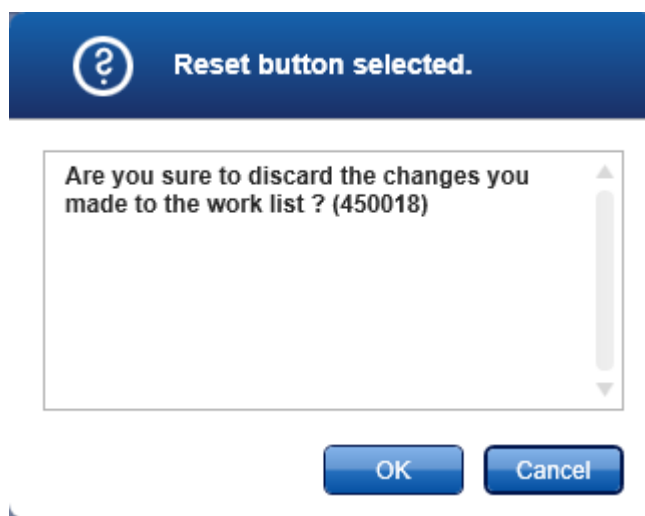 Reset button selected.
Are you sure to discard the changes you
made to the work list ? (450018)
OK
Cancel